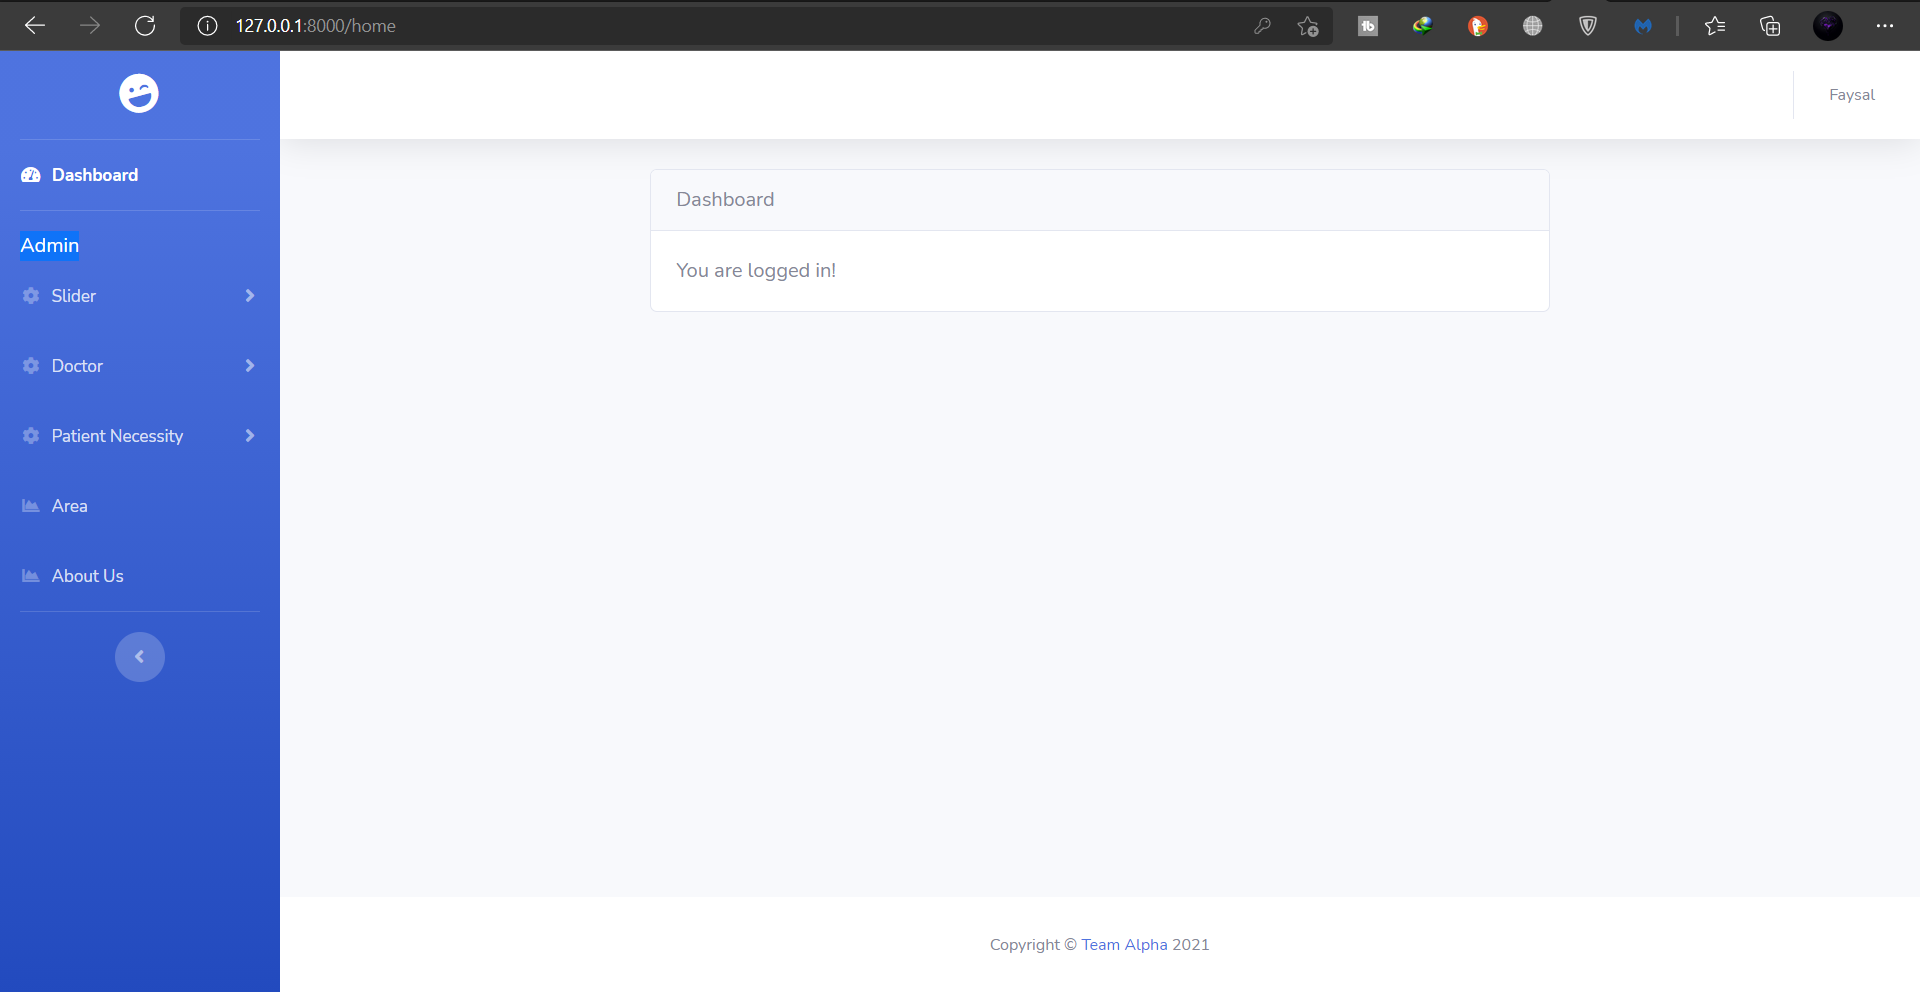 127.0.0.1:8000/home
Faysal
Dashboard
Admin
Slider
Doctor
Patient Necessity
Area
About Us
Dashboard
You are logged in!
Copyright © Team Alpha 2021